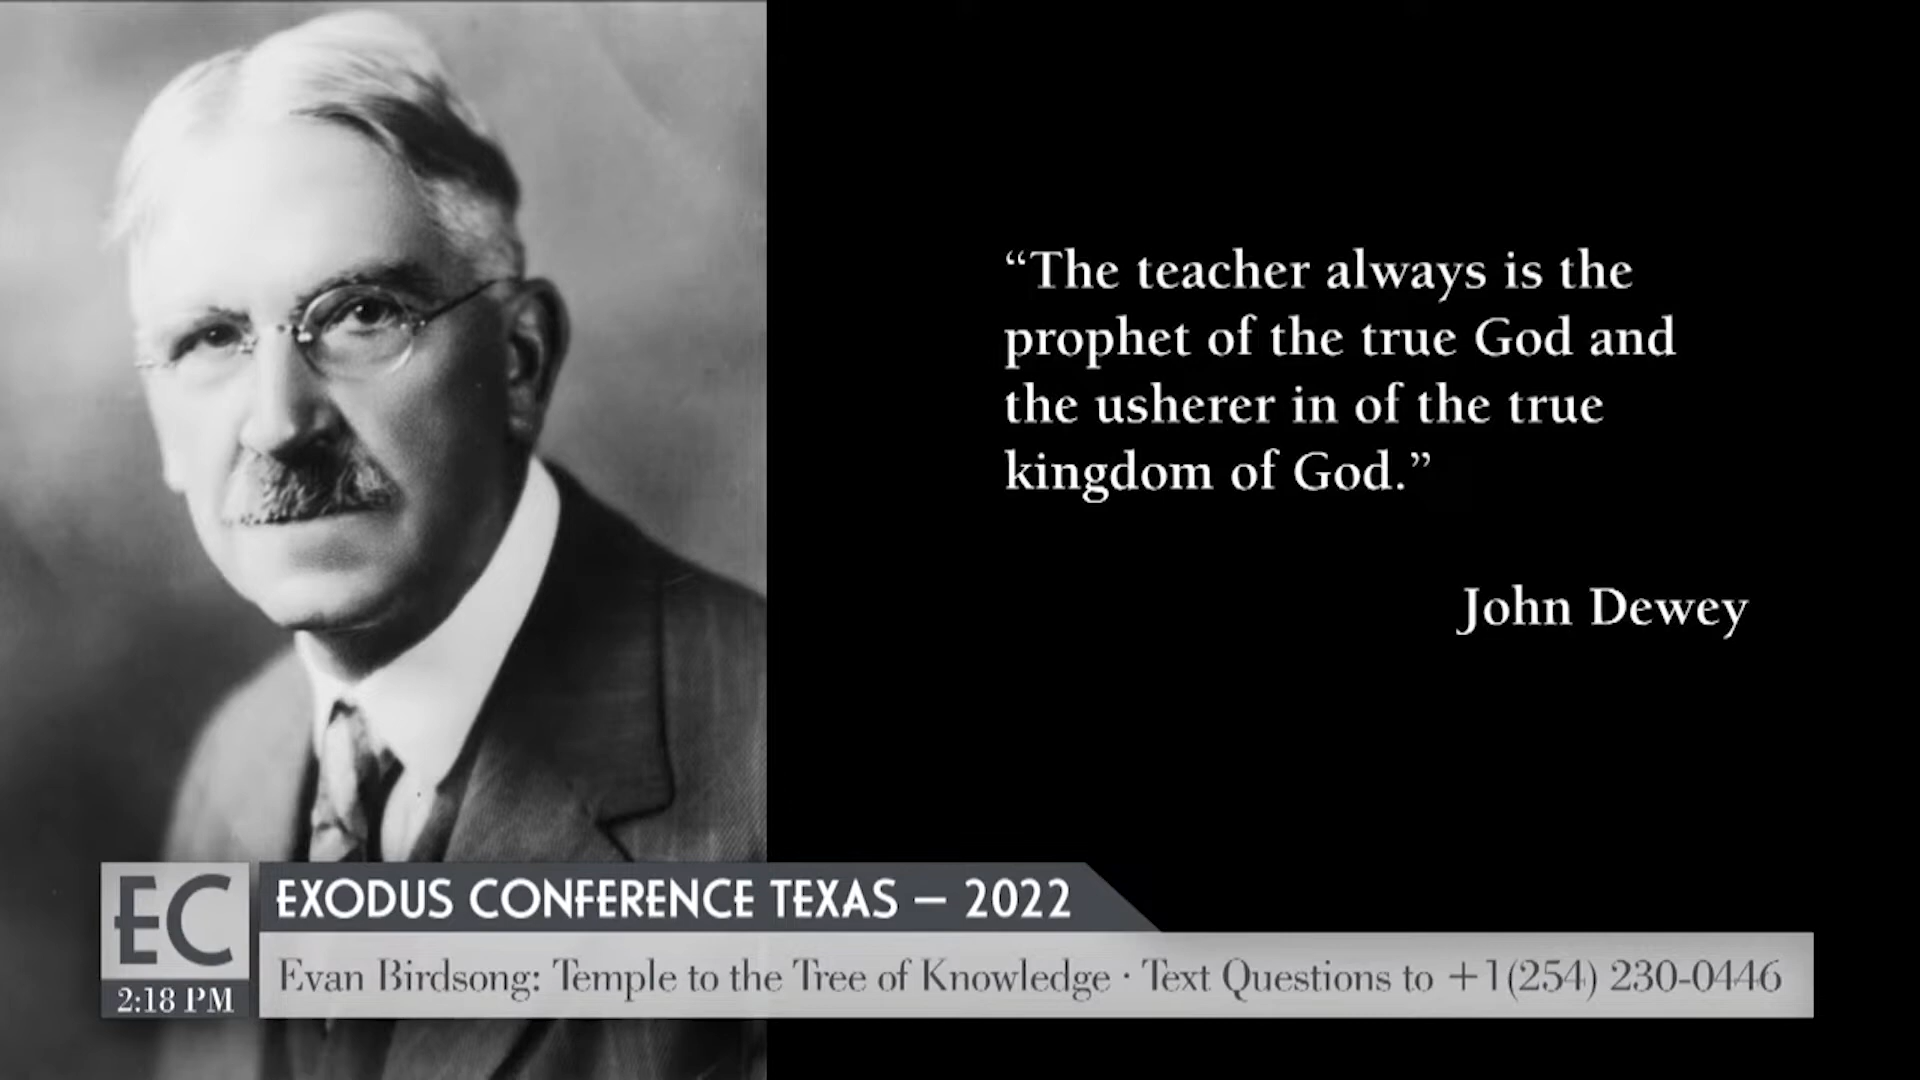 “The teacher always is the
prophet of the true God and
the usherer in of the true
kingdom of God.”
John Dewey
EC
EXODUS CONFERENCE TEXAS – 2022
2:18 PM
Evan Birdsong: Temple to the Tree of Knowledge · Text Questions to +1(254) 230-0446